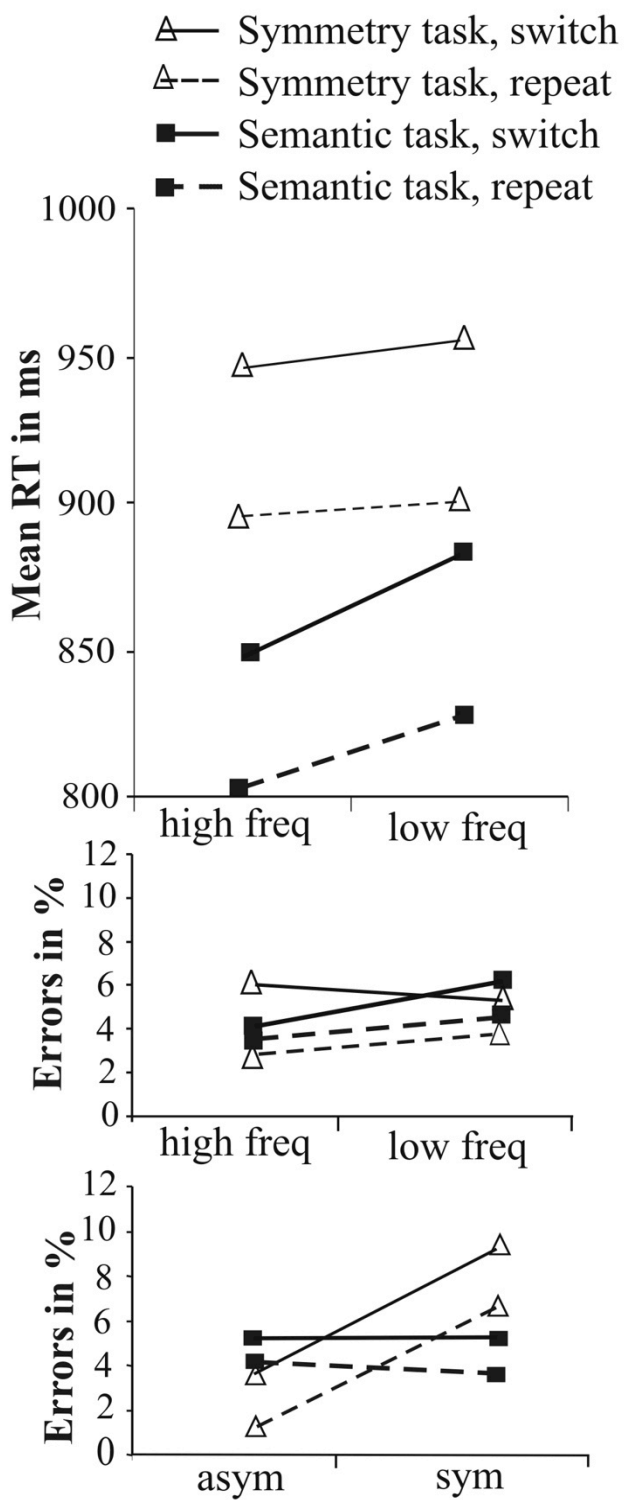 Symmetry task, switch
Symmetry task, repeat
Semantic task, switch
Semantic task, repeat
Mean RT in ms
1000
950
900
850
800
high freq low freq
Errors in %
12
10
8
6
4
2
0
high freq low freq
Errors in %
12
10
8
6
4
2
0
asym sym